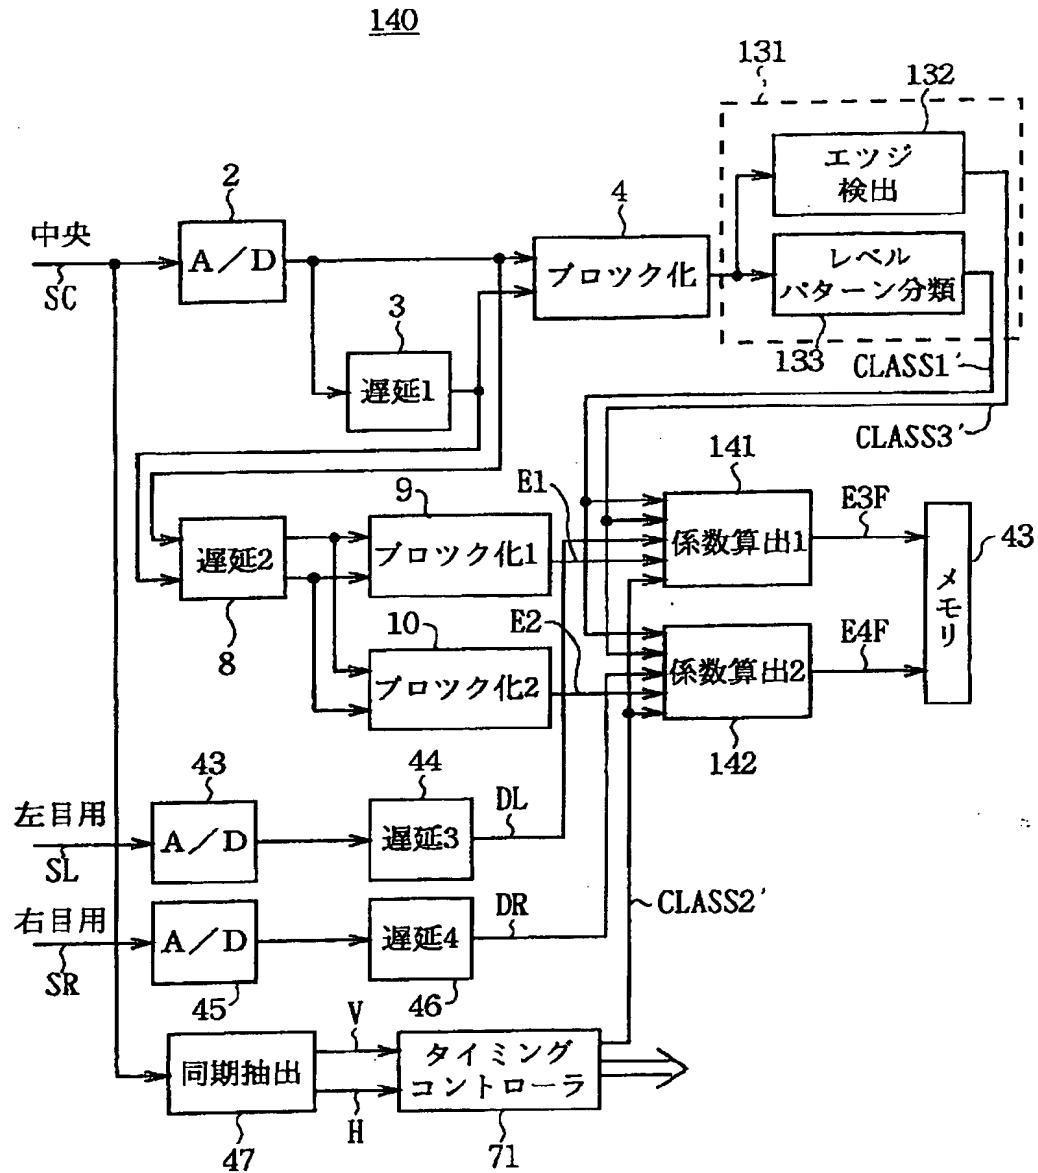 140
131
132
エツジ
検出
2
4
中央
SC
A/D
ブロツク化
レベル
パターン分類
3
133
CLASS1'
遅延1
CLASS3'
141
9
E1
E3F
ブロツク化1
係数算出1
43
遅延2
メモリ
8
10
E2
E4F
ブロツク化2
係数算出2
142
43
44
左目用
SL
A/D
遅延3
DL
CLASS2'
右目用
SR
A/D
遅延4
DR
45
46
V
同期抽出
タイミング
コントローラ
H
47
71